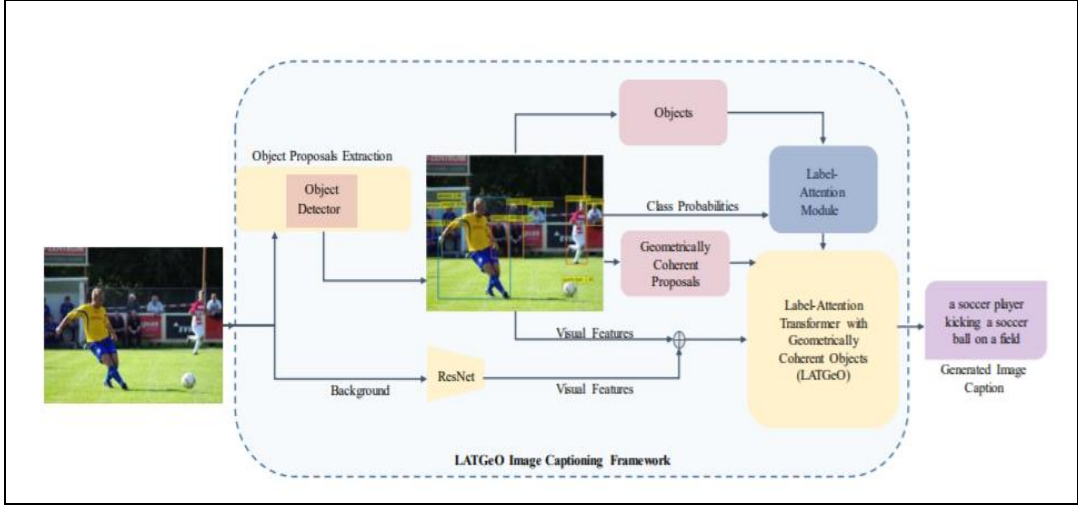 Objects
Object Proposals Extraction
Object
Detector
Label-
Attention
Module
Class Probabilities
Geometrically
Coherent
Proposals
Label-Attention
Transformer with
Geometrically
Coherent Objects
(LATGeO)
a soccer player
kicking a soccer
ball on a field
Generated Image
Caption
Visual Features
ResNet
Background
Visual Features
LATGeO Image Captioning Framework